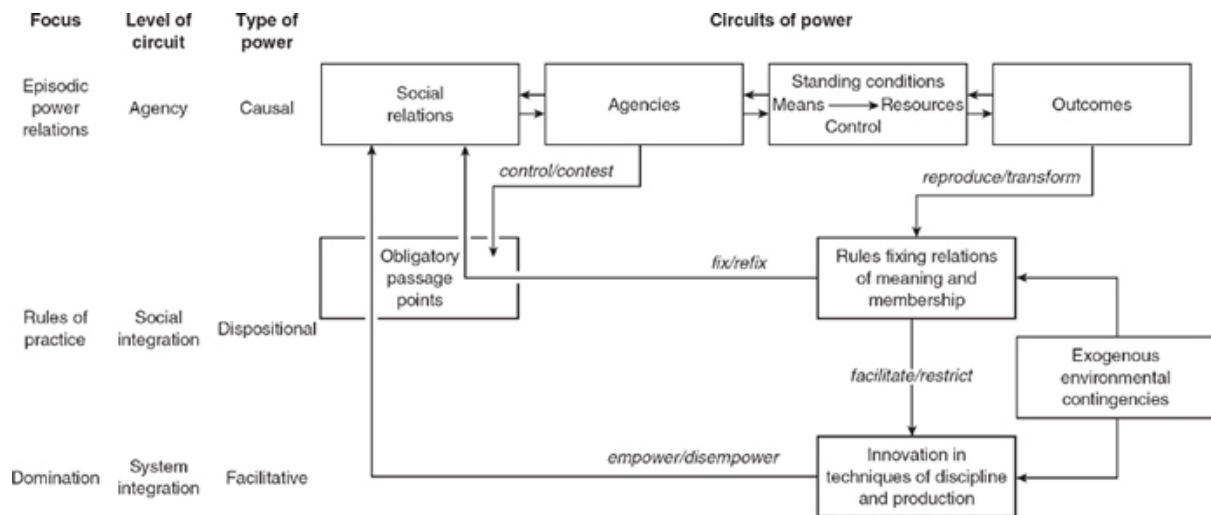 Focus
Level of
circuit
Type of
power
Circuits of power
Episodic
power
relations
Agency
Causal
Social
relations
Agencies
Standing conditions
Means Resources
Control
Outcomes
control/contest
reproduce/transform
Obligatory
passage
points
fix/refix
Rules fixing relations
of meaning and
membership
Rules of
practice
Social
integration
Dispositional
facilitate/restrict
Exogenous
environmental
contingencies
Domination
System
integration
Facilitative
empower/disempower
Innovation in
techniques of discipline
and production